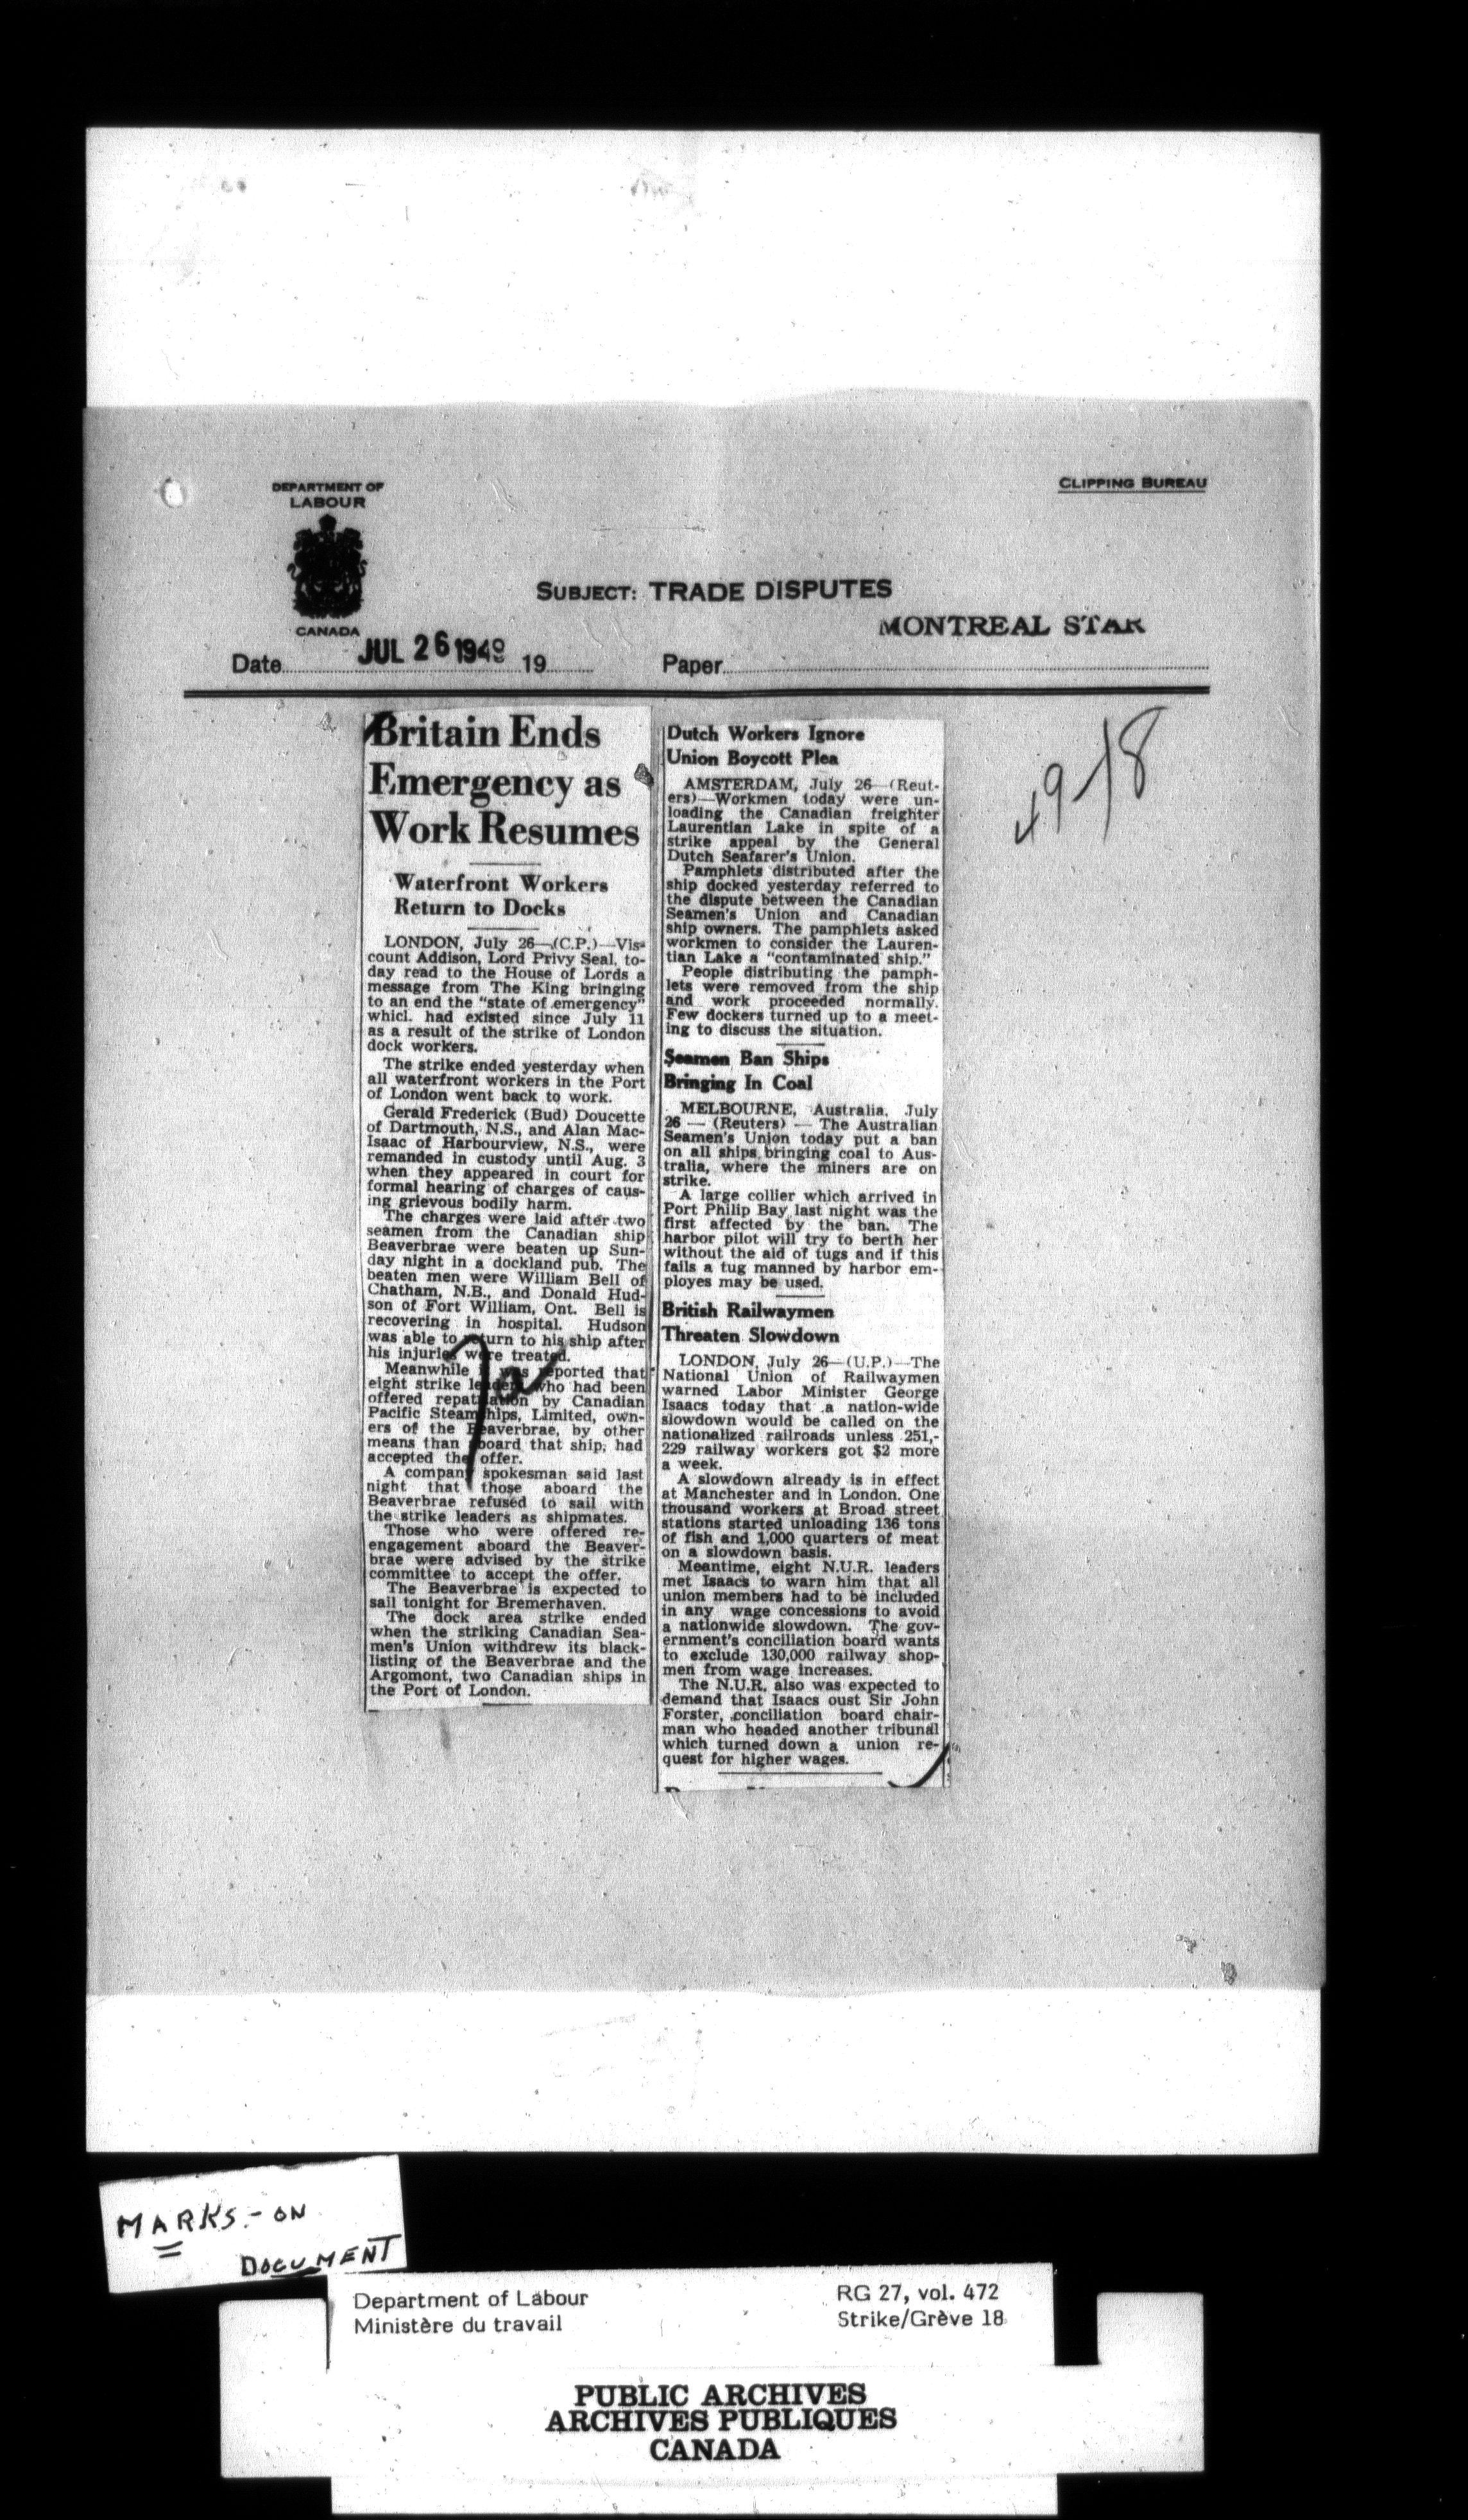 DEPARTMENT OF
LABOUR
CANADA
CLIPPING BUREAU
SUBJECT: TRADE DISPUTES
MONTREAL STAR
Date JUL 26 1949 19
Paper
49-18
Britain Ends
Emergency as
Work Resumes
Waterfront Workers
Return to Docks
LONDON, July 26—(C.P.)—Vis-
count Addison, Lord Privy Seal, to-
day read to the House of Lords a
message from The King bringing
to an end the "state of emergency"
which had existed since July 11
as a result of the strike of London
dock workers.
The strike ended yesterday when
all waterfront workers in the Port
of London went back to work.
Gerald Frederick (Bud) Doucette
of Dartmouth, N.S., and Alan Mac-
Isaac of Harbourview, N.S., were
remanded in custody until Aug. 3
when they appeared in court for
formal hearing of charges of caus-
ing grievous bodily harm.
The charges were laid after two
seamen from the Canadian ship
Beaverbrae were beaten up Sun-
day night in a dockland pub. The
beaten men were William Bell of
Chatham, N.B., and Donald Hud-
son of Fort William, Ont. Bell is
recovering in hospital. Hudson
was able to return to his ship after
his injuries were treated.
Meanwhile it was reported that
eight strike leaders who had been
offered repatriation by Canadian
Pacific Steamships, Limited, own-
ers of the Beaverbrae, by other
means than aboard that ship, had
accepted the offer.
A company spokesman said last
night that those aboard the
Beaverbrae refused to sail with
the strike leaders as shipmates.
Those who were offered re-
engagement aboard the Beaver-
brae were advised by the strike
committee to accept the offer.
The Beaverbrae is expected to
sail tonight for Bremerhaven.
The dock area strike ended
when the striking Canadian Sea-
men's Union withdrew its black-
listing of the Beaverbrae and the
Argomont, two Canadian ships in
the Port of London.
Dutch Workers Ignore
Union Boycott Plea
AMSTERDAM, July 26—(Reut-
ers)—Workmen today were un-
loading the Canadian freighter
Laurentian Lake in spite of a
strike appeal by the General
Dutch Seafarer's Union.
Pamphlets distributed after the
ship docked yesterday referred to
the dispute between the Canadian
Seamen's Union and Canadian
ship owners. The pamphlets asked
workmen to consider the Lauren-
tian Lake a "contaminated ship."
People distributing the pamph-
lets were removed from the ship
and work proceeded normally.
Few dockers turned up to a meet-
ing to discuss the situation.
Seamen Ban Ships
Bringing In Coal
MELBOURNE, Australia, July
26 — (Reuters) — The Australian
Seamen's Union today put a ban
on all ships bringing coal to Aus-
tralia, where the miners are on
strike.
A large collier which arrived in
Port Philip Bay last night was the
first affected by the ban. The
harbor pilot will try to berth her
without the aid of tugs and if this
fails a tug manned by harbor em-
ployes may be used.
British Railwaymen
Threaten Slowdown
LONDON, July 26—(U.P.)—The
National Union of Railwaymen
warned Labor Minister George
Isaacs today that a nation-wide
slowdown would be called on the
nationalized railroads unless 251,-
229 railway workers got $2 more
a week.
A slowdown already is in effect
at Manchester and in London. One
thousand workers at Broad street
stations started unloading 136 tons
of fish and 1,000 quarters of meat
on a slowdown basis.
Meantime, eight N.U.R. leaders
met Isaacs to warn him that all
union members had to be included
in any wage concessions to avoid
a nationwide slowdown. The gov-
ernment's conciliation board wants
to exclude 130,000 railway shop-
men from wage increases.
The N.U.R. also was expected to
demand that Isaacs oust Sir John
Forster, conciliation board chair-
man who headed another tribunal
which turned down a union re-
quest for higher wages.
MARKS - ON
DOCUMENT
Department of Labour
Ministère du travail
RG 27, vol. 472
Strike/Grève 18
PUBLIC ARCHIVES
ARCHIVES PUBLIQUES
CANADA